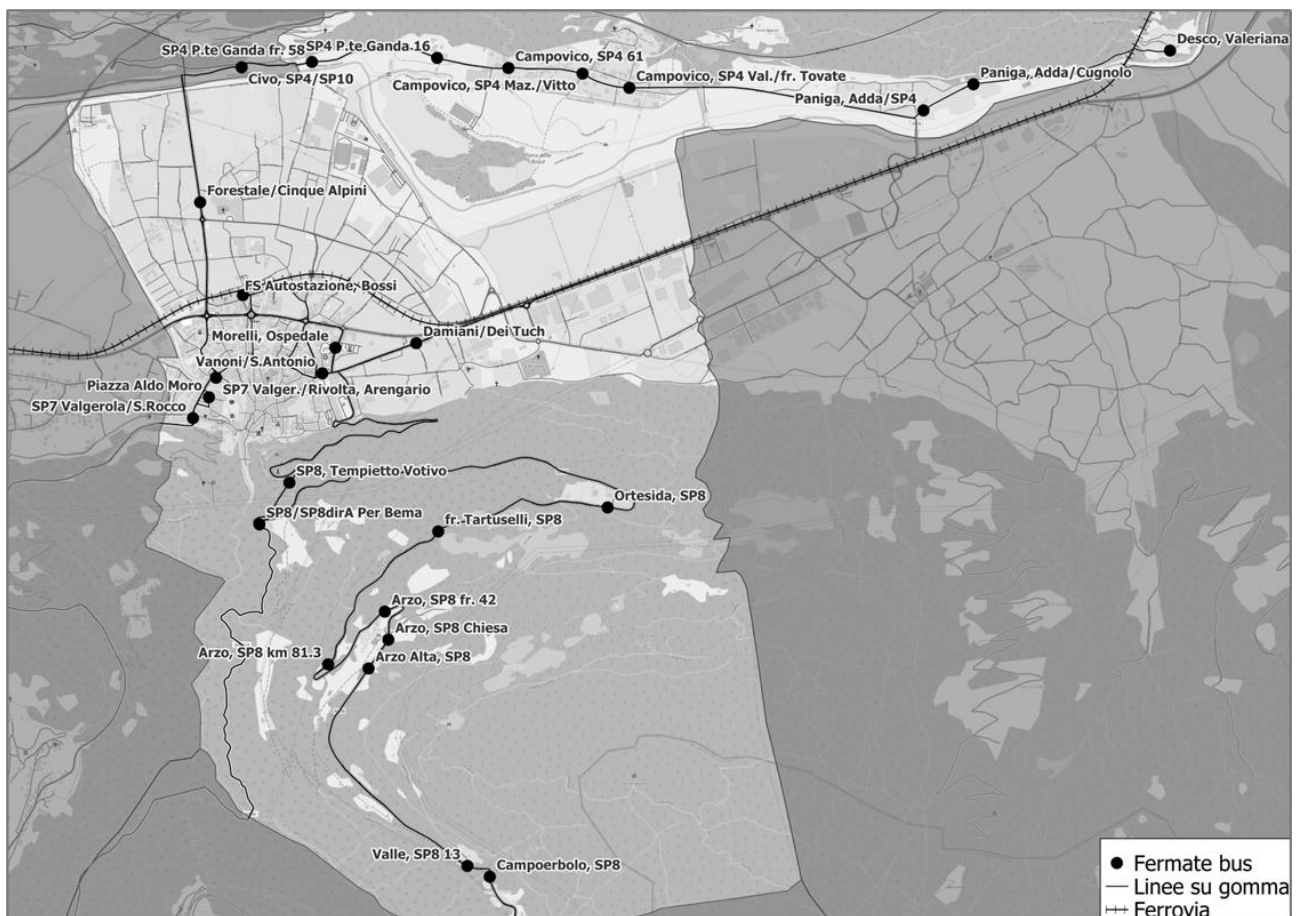 SP4 P.te Ganda fr. 58
SP4 P.te Ganda 16
Desco, Valeriana
Campovico, SP4 61
Civo, SP4/SP10
Campovico, SP4 Maz./Vitto
Campovico, SP4 Val./fr. Tovate
Paniga, Adda/Cugnolo
Paniga, Adda/SP4
Forestale/Cinque Alpini
FS Autostazione, Bossi
Morelli, Ospedale
Damiani/Dei Tuch
Vanoni/S.Antonio
Piazza Aldo Moro
SP7 Valger./Rivolta, Arengario
SP7 Valgerola/S.Rocco
SP8, Tempietto Votivo
Ortesida, SP8
SP8/SP8dirA Per Bema
fr. Tartuselli, SP8
Arzo, SP8 fr. 42
Arzo, SP8 Chiesa
Arzo, SP8 km 81.3
Arzo Alta, SP8
Valle, SP8 13
Campoerbolo, SP8
Fermate bus
Linee su gomma
Ferrovia